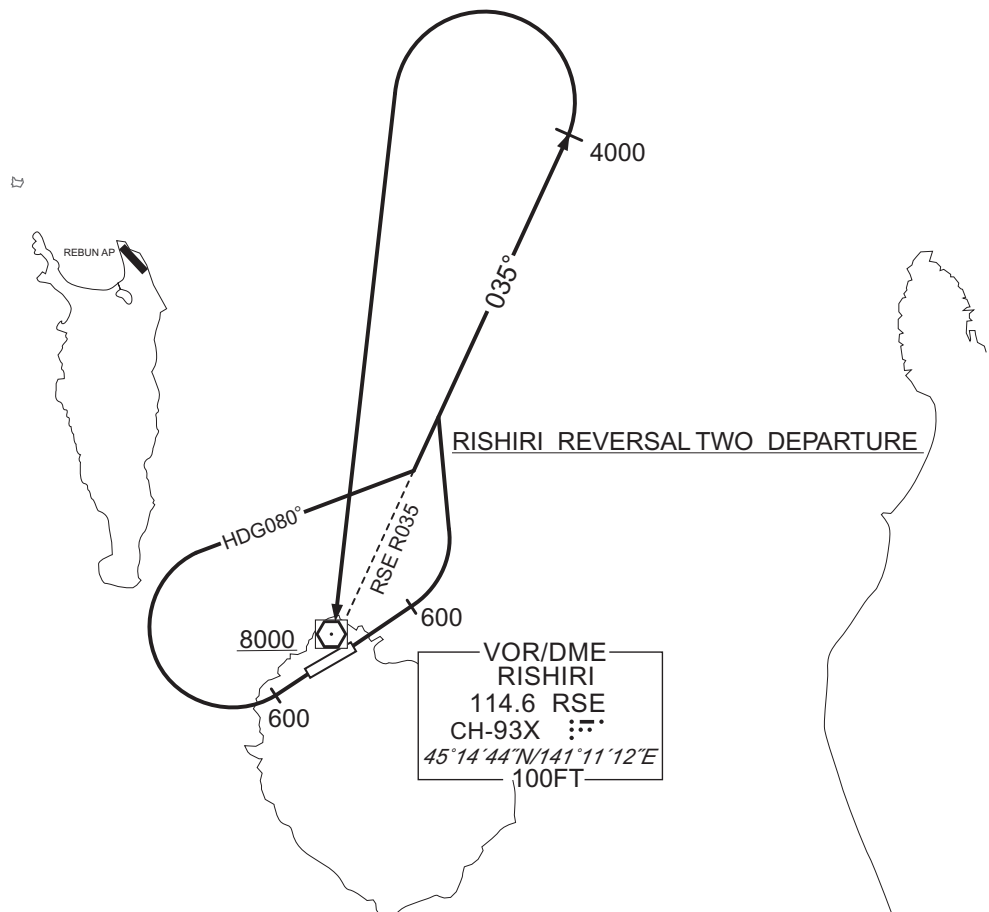 4000
REBUN AP
035°
RISHIRI REVERSAL TWO DEPARTURE
HDG080°
RSE R035
600
8000
600
VOR/DME
RISHIRI
114.6 RSE
CH-93X
45°14´44˝N/141°11´12˝E
100FT